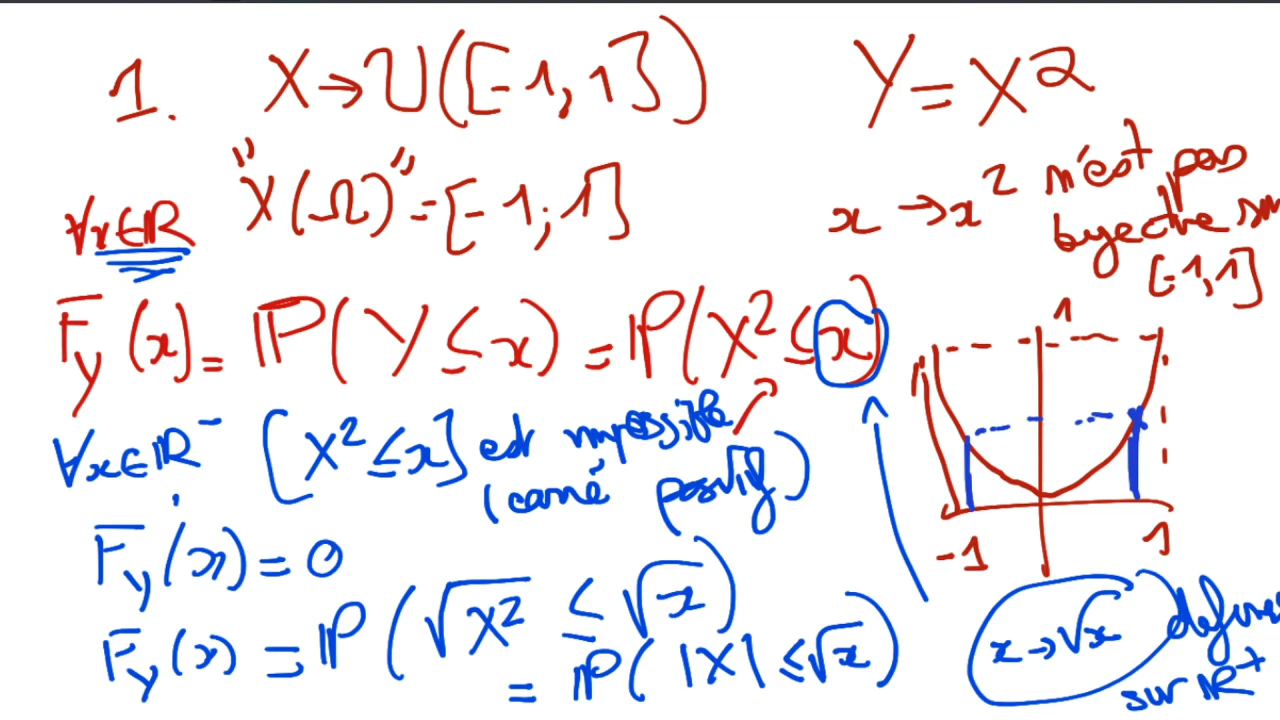 1. X → U([-1,1]) Y = X²
"X(Ω)" = [-1;1]
x → x² n'est pas
bijective sur
[-1,1]
∀x∈ℝ
F_Y(x) = ℙ(Y ≤ x) = ℙ(X² ≤ x)
∀x∈ℝ⁻ [X² ≤ x] est impossible
(carré positif)
F_Y(x) = 0
F_Y(x) = ℙ(√X² ≤ √x)
= ℙ(|X| ≤ √x)
1
-1 1
x → √x définie
sur ℝ⁺